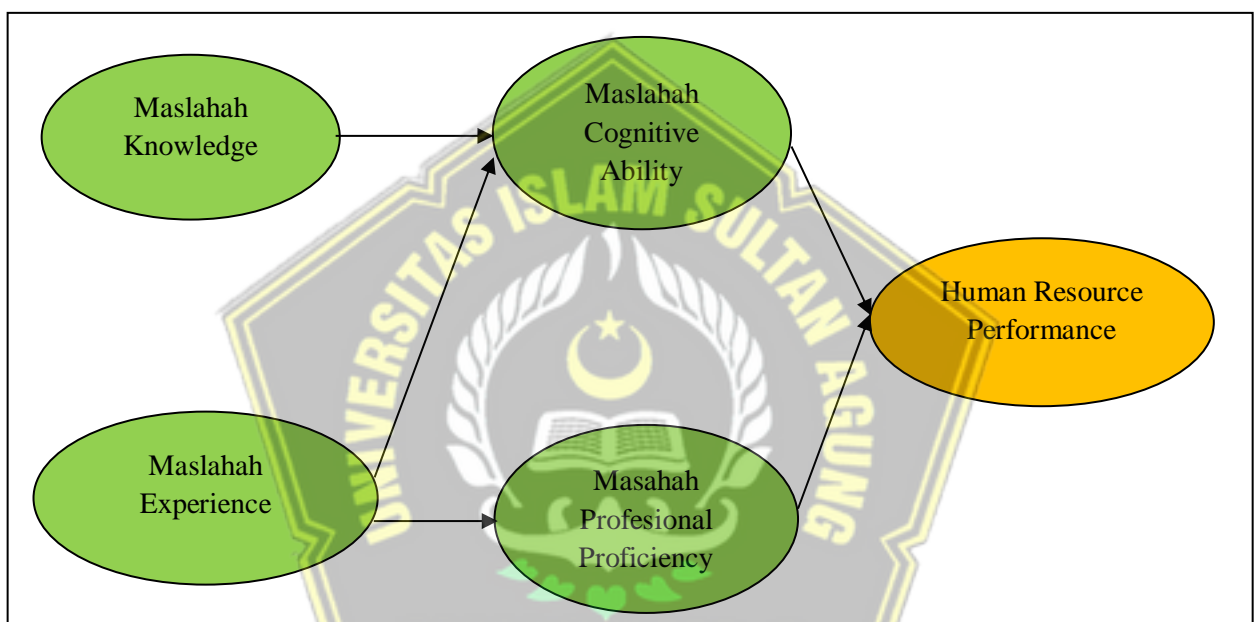 Maslahah
Knowledge
Maslahah
Cognitive
Ability
Human Resource
Performance
Maslahah
Experience
Masahah
Profesional
Proficiency
UNIVERSITAS ISLAM SULTAN AGUNG